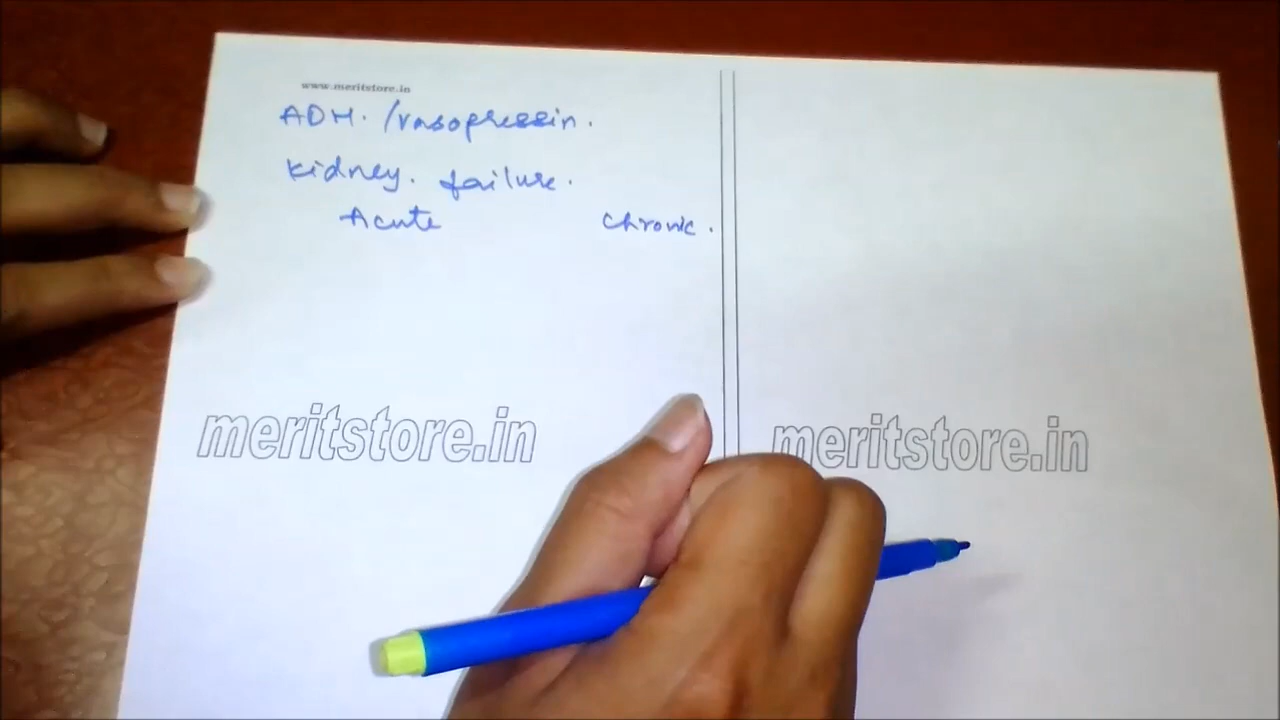 www.meritstore.in
ADH. /vasopressin.
kidney. failure.
Acute chronic.
meritstore.in meritstore.in